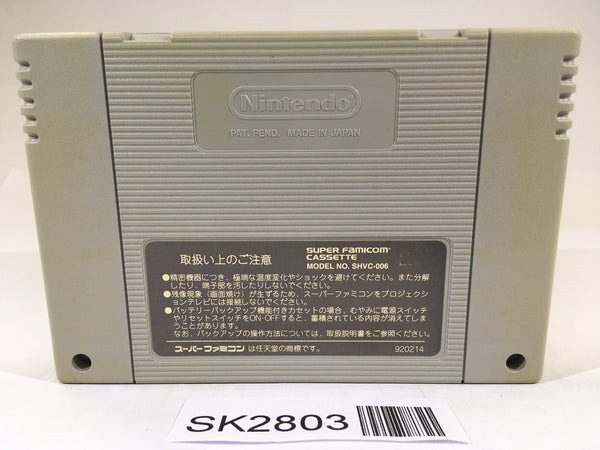 Nintendo
PAT. PEND. MADE IN JAPAN
取扱い上のご注意
SUPER FAMICOM
CASSETTE
MODEL NO. SHVC-006
●精密機器につき、極端な温度変化やショックを避けてください。また分解
したり、端子部を汚したりしないでください。
●残像現象（画面焼け）が生ずるため、スーパーファミコンをプロジェクシ
ョンテレビには接続しないでください。
●バッテリーバックアップ機能付きカセットの場合、むやみに電源スイッチ
やリセットスイッチをON・OFFすると、蓄積されている内容が消えてしま
うことがあります。
なお、バックアップの操作方法については、取扱説明書をご参照ください。
スーパーファミコンは任天堂の商標です。
920214
SK2803